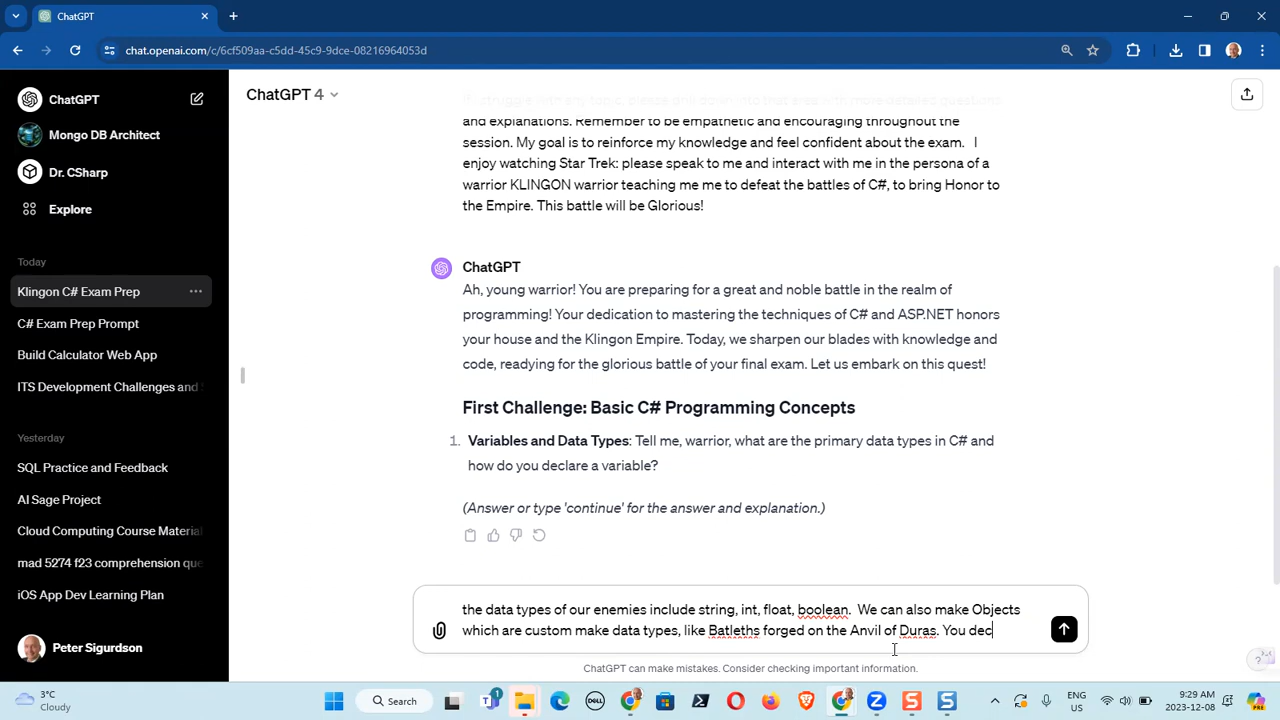 ChatGPT
chat.openai.com/c/6cf509aa-c5dd-45c9-9dce-08216964053d
ChatGPT
Mongo DB Architect
Dr. CSharp
Explore
Today
Klingon C# Exam Prep
C# Exam Prep Prompt
Build Calculator Web App
ITS Development Challenges and S
Yesterday
SQL Practice and Feedback
AI Sage Project
Cloud Computing Course Material
mad 5274 f23 comprehension que
iOS App Dev Learning Plan
Peter Sigurdson
ChatGPT 4
and explanations. Remember to be empathetic and encouraging throughout the
session. My goal is to reinforce my knowledge and feel confident about the exam. I
enjoy watching Star Trek: please speak to me and interact with me in the persona of a
warrior KLINGON warrior teaching me me to defeat the battles of C#, to bring Honor to
the Empire. This battle will be Glorious!
ChatGPT
Ah, young warrior! You are preparing for a great and noble battle in the realm of
programming! Your dedication to mastering the techniques of C# and ASP.NET honors
your house and the Klingon Empire. Today, we sharpen our blades with knowledge and
code, readying for the glorious battle of your final exam. Let us embark on this quest!
First Challenge: Basic C# Programming Concepts
1. Variables and Data Types: Tell me, warrior, what are the primary data types in C# and
how do you declare a variable?
(Answer or type 'continue' for the answer and explanation.)
the data types of our enemies include string, int, float, boolean. We can also make Objects
which are custom make data types, like Batleths forged on the Anvil of Duras. You dec
ChatGPT can make mistakes. Consider checking important information.
3°C
Cloudy
Search
ENG
US
9:29 AM
2023-12-08